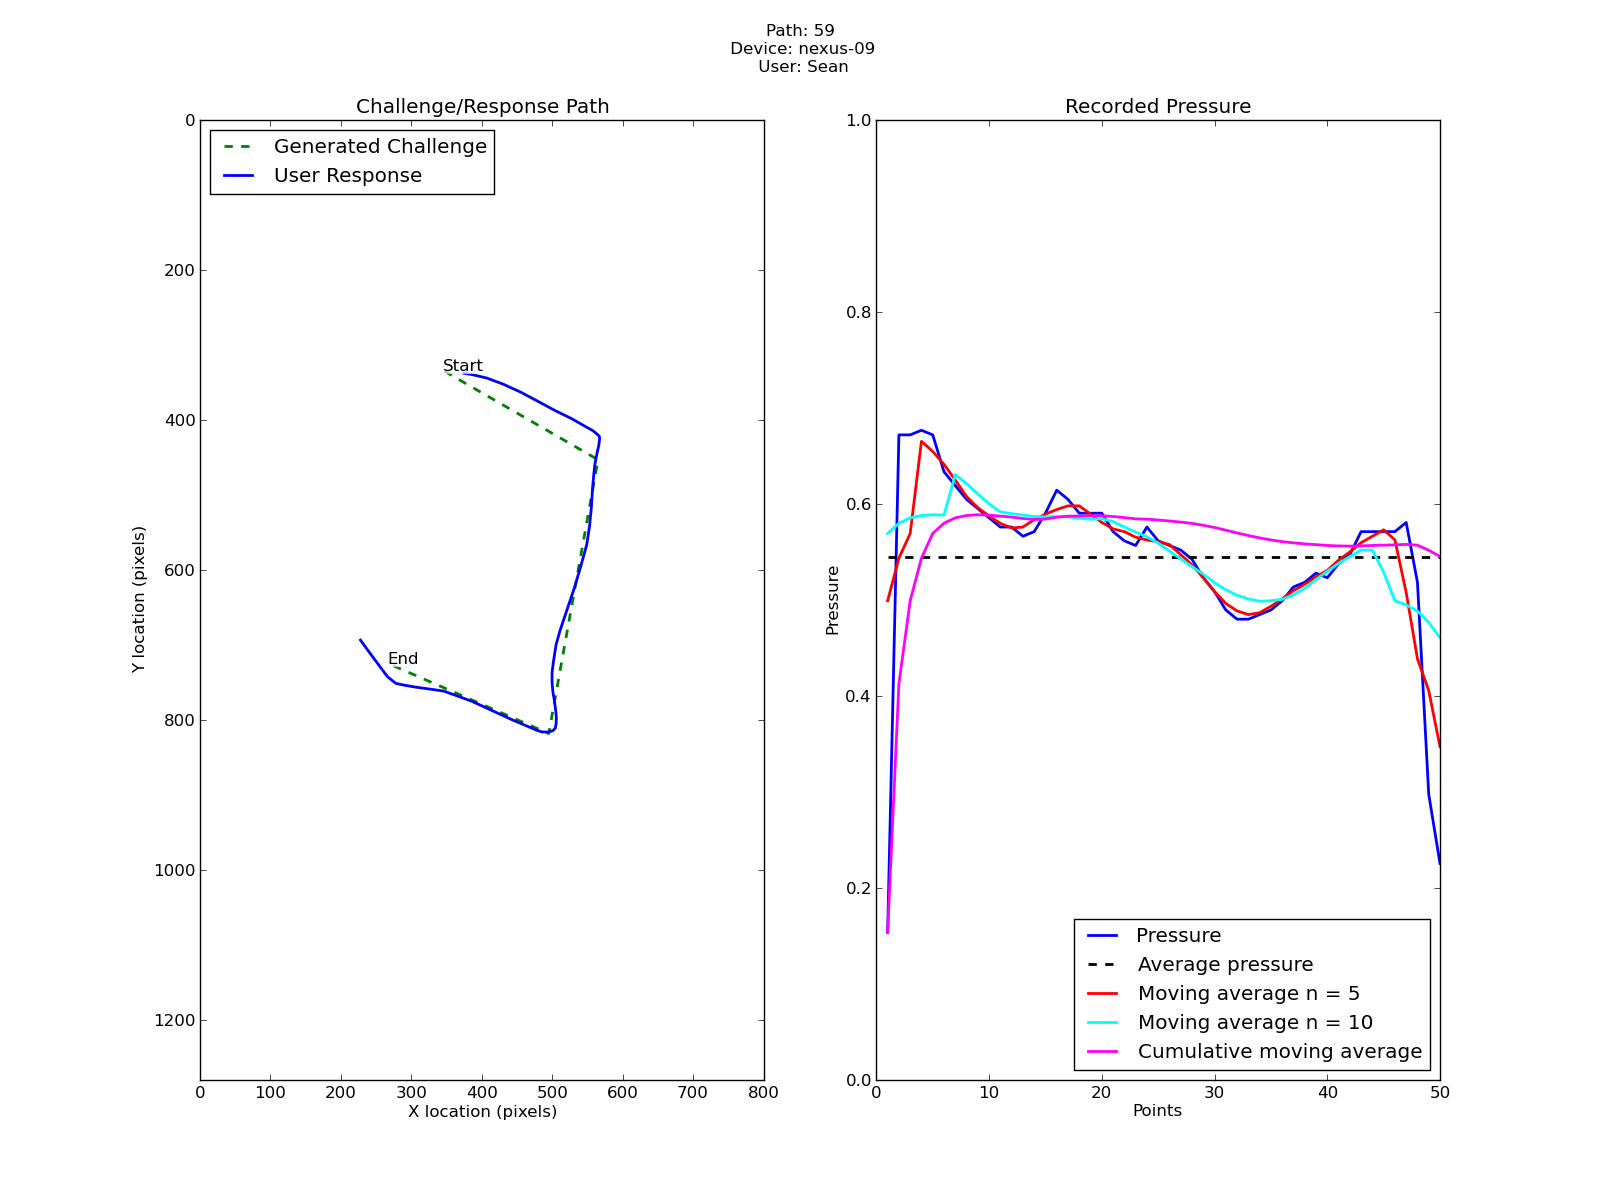 Path: 59
Device: nexus-09
User: Sean
Challenge/Response Path
Generated Challenge
User Response
Start
End
0
200
400
600
800
1000
1200
Y location (pixels)
0 100 200 300 400 500 600 700 800
X location (pixels)
Recorded Pressure
1.0
0.8
0.6
0.4
0.2
0.0
Pressure
Pressure
Average pressure
Moving average n = 5
Moving average n = 10
Cumulative moving average
0 10 20 30 40 50
Points